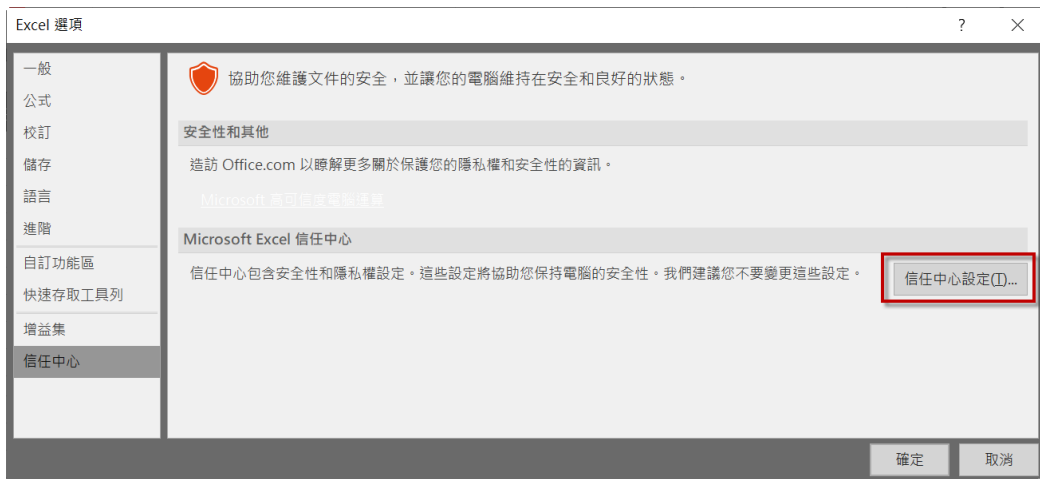 Excel 選項
?
一般
公式
校訂
儲存
語言
進階
自訂功能區
快速存取工具列
增益集
信任中心
協助您維護文件的安全，並讓您的電腦維持在安全和良好的狀態。
安全性和其他
造訪 Office.com 以瞭解更多關於保護您的隱私權和安全性的資訊。
Microsoft 高可信度電腦運算
Microsoft Excel 信任中心
信任中心包含安全性和隱私權設定。這些設定將協助您保持電腦的安全性。我們建議您不要變更這些設定。
信任中心設定(T)...
確定
取消